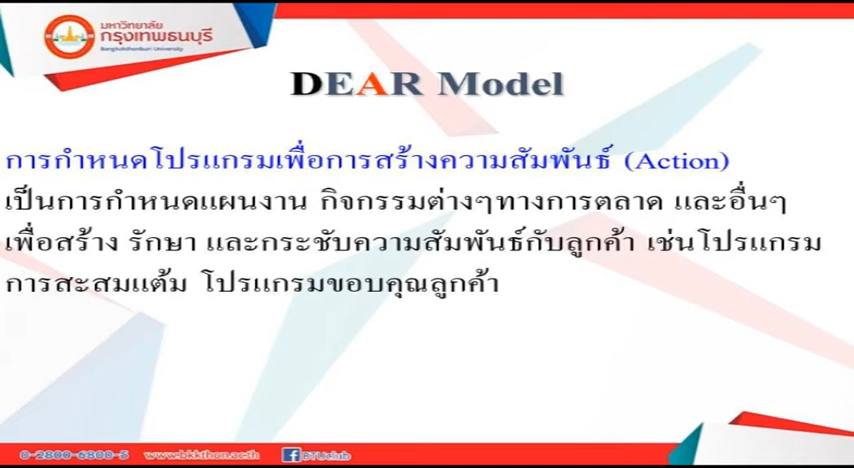 มหาวิทยาลัย
กรุงเทพธนบุรี
Bangkokthonburi University
DEAR Model
การกำหนดโปรแกรมเพื่อการสร้างความสัมพันธ์ (Action)
เป็นการกำหนดแผนงาน กิจกรรมต่างๆทางการตลาด และอื่นๆ
เพื่อสร้าง รักษา และกระชับความสัมพันธ์กับลูกค้า เช่นโปรแกรม
การสะสมแต้ม โปรแกรมขอบคุณลูกค้า
0-2800-6800-5 www.bkkthon.ac.th BTUclub